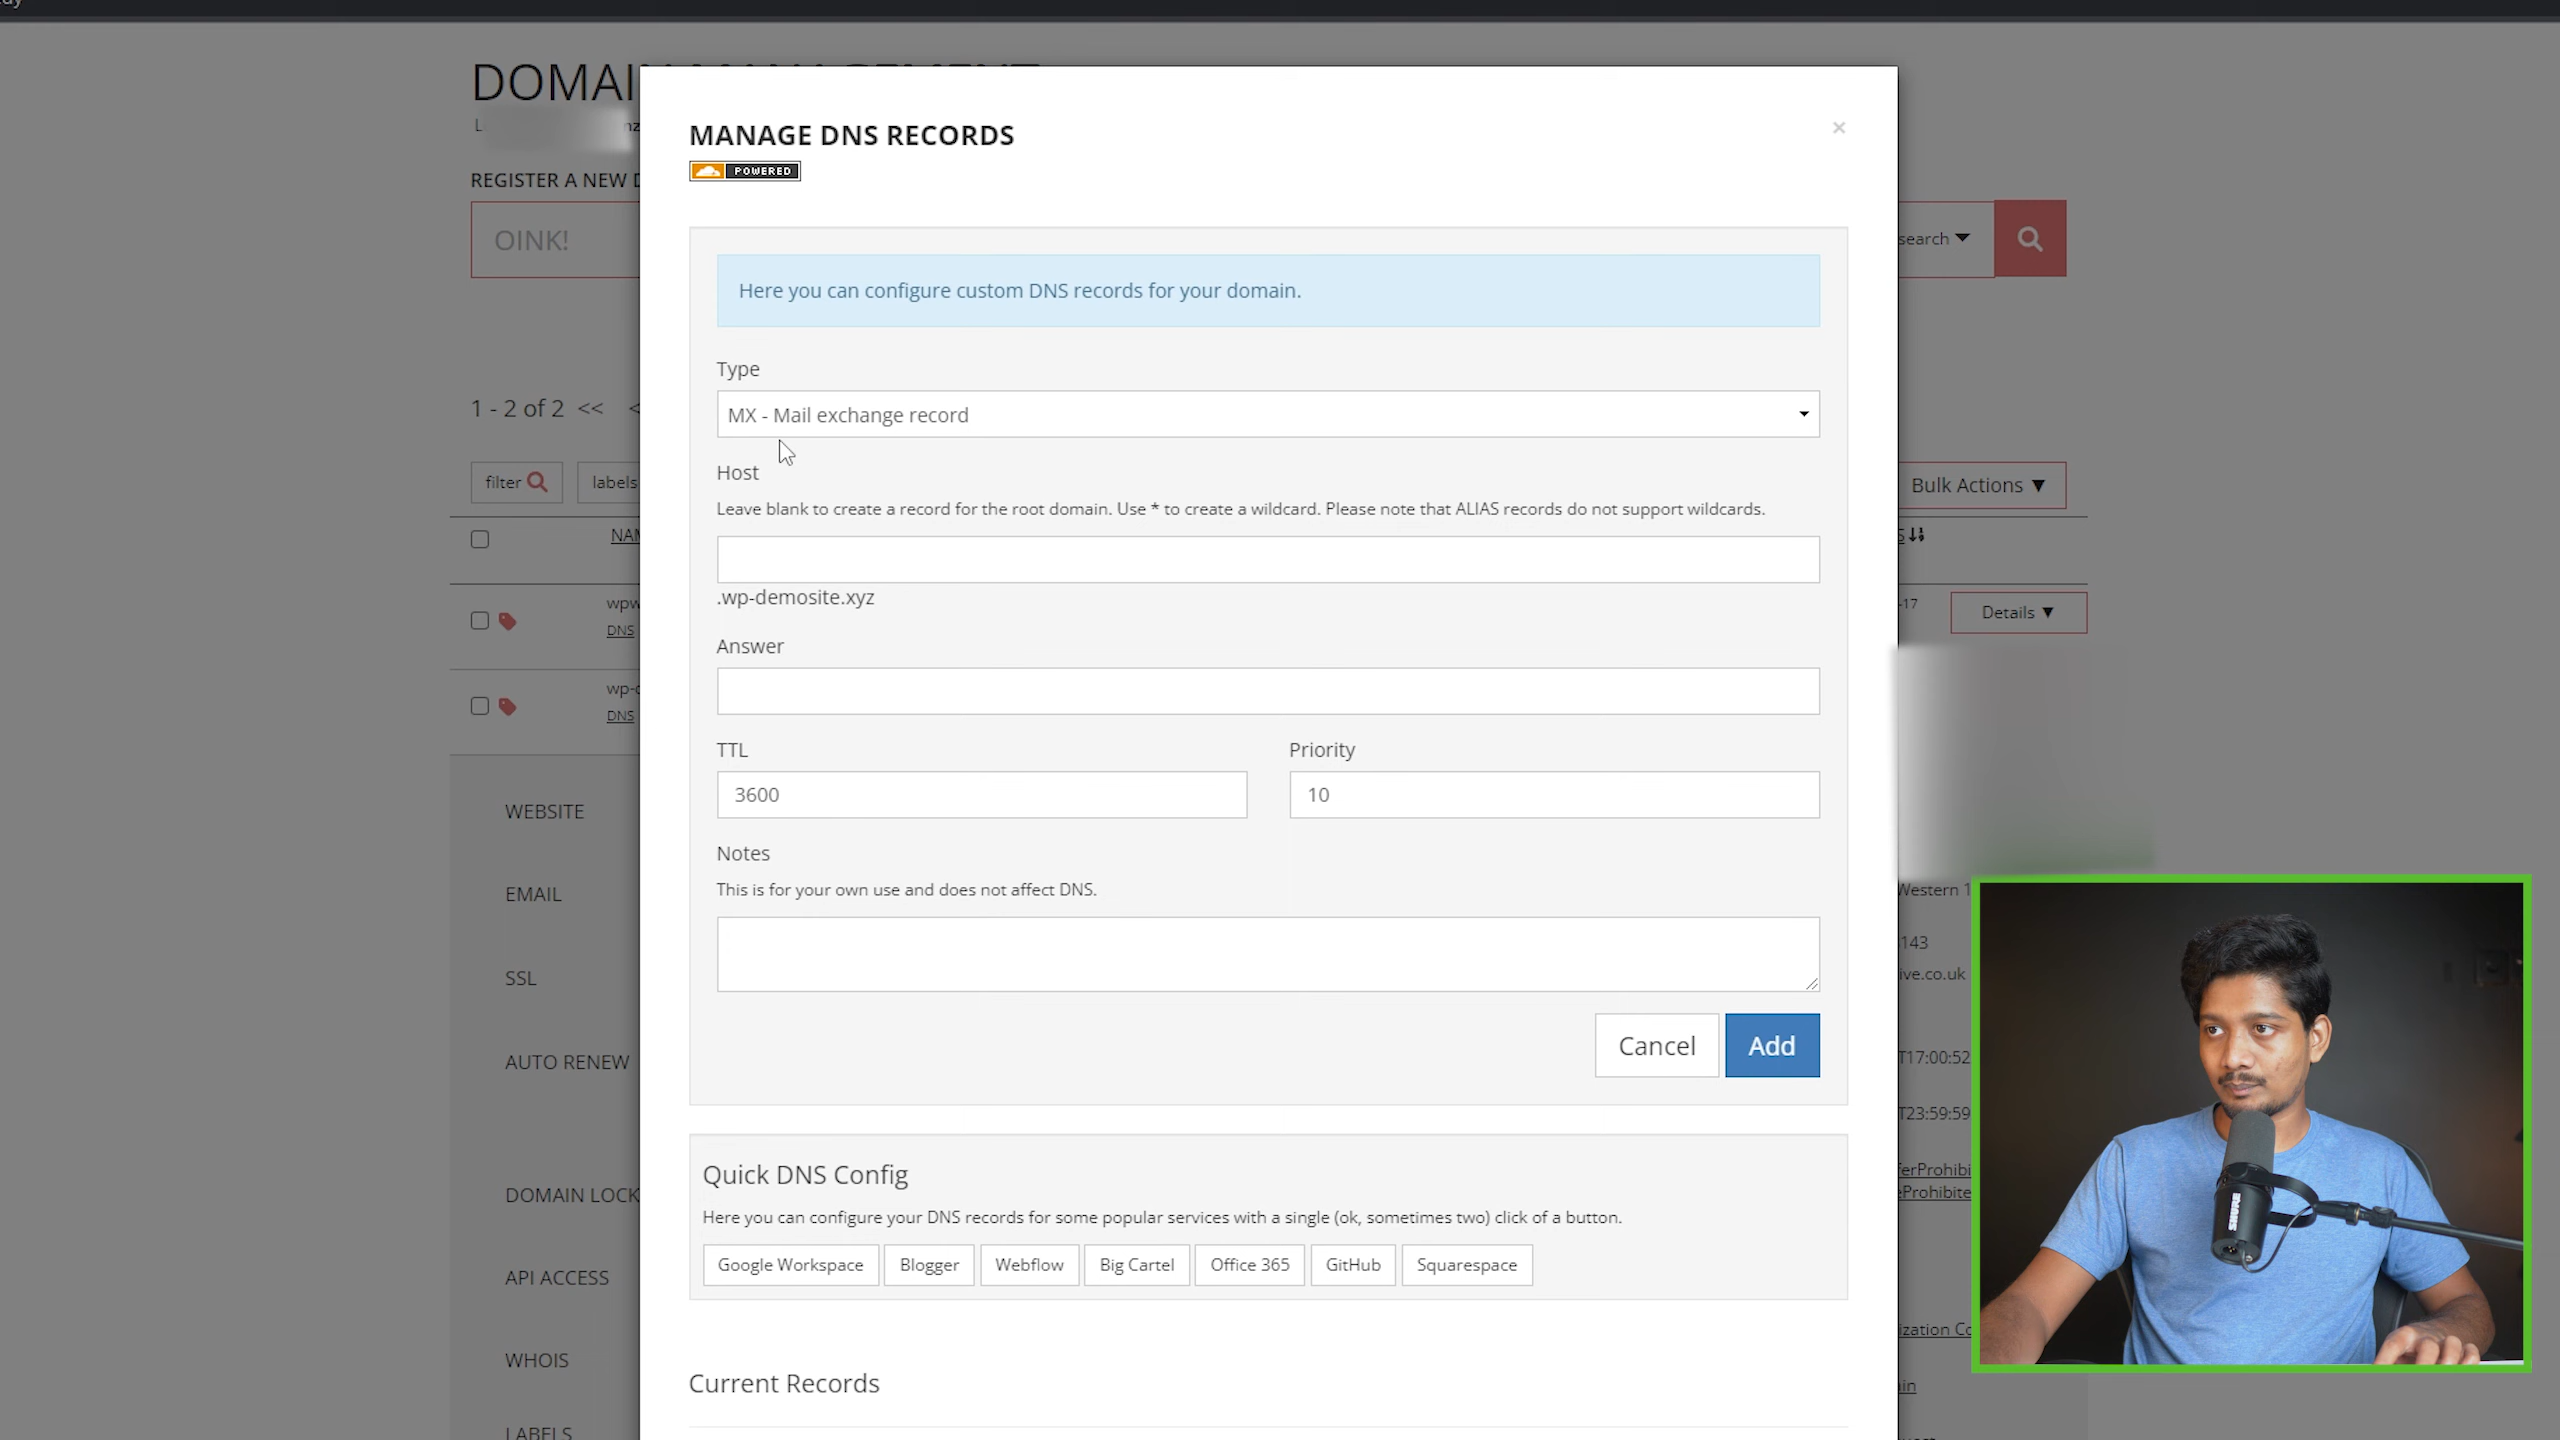 DOMAI
REGISTER A NEW D
OINK!
search
1 - 2 of 2 <<
filter
labels
Bulk Actions ▼
DNS
Details ▼
DNS
WEBSITE
EMAIL
SSL
AUTO RENEW
DOMAIN LOCK
API ACCESS
WHOIS
LABELS
MANAGE DNS RECORDS
×
POWERED
Here you can configure custom DNS records for your domain.
Type
MX - Mail exchange record
Host
Leave blank to create a record for the root domain. Use * to create a wildcard. Please note that ALIAS records do not support wildcards.
.wp-demosite.xyz
Answer
TTL
Priority
3600
10
Notes
This is for your own use and does not affect DNS.
Cancel
Add
Quick DNS Config
Here you can configure your DNS records for some popular services with a single (ok, sometimes two) click of a button.
Google Workspace
Blogger
Webflow
Big Cartel
Office 365
GitHub
Squarespace
Current Records
-17
Western 1
143
ive.co.uk
T17:00:52
T23:59:59
ferProhibi
eProhibite
ization Co
SHURE